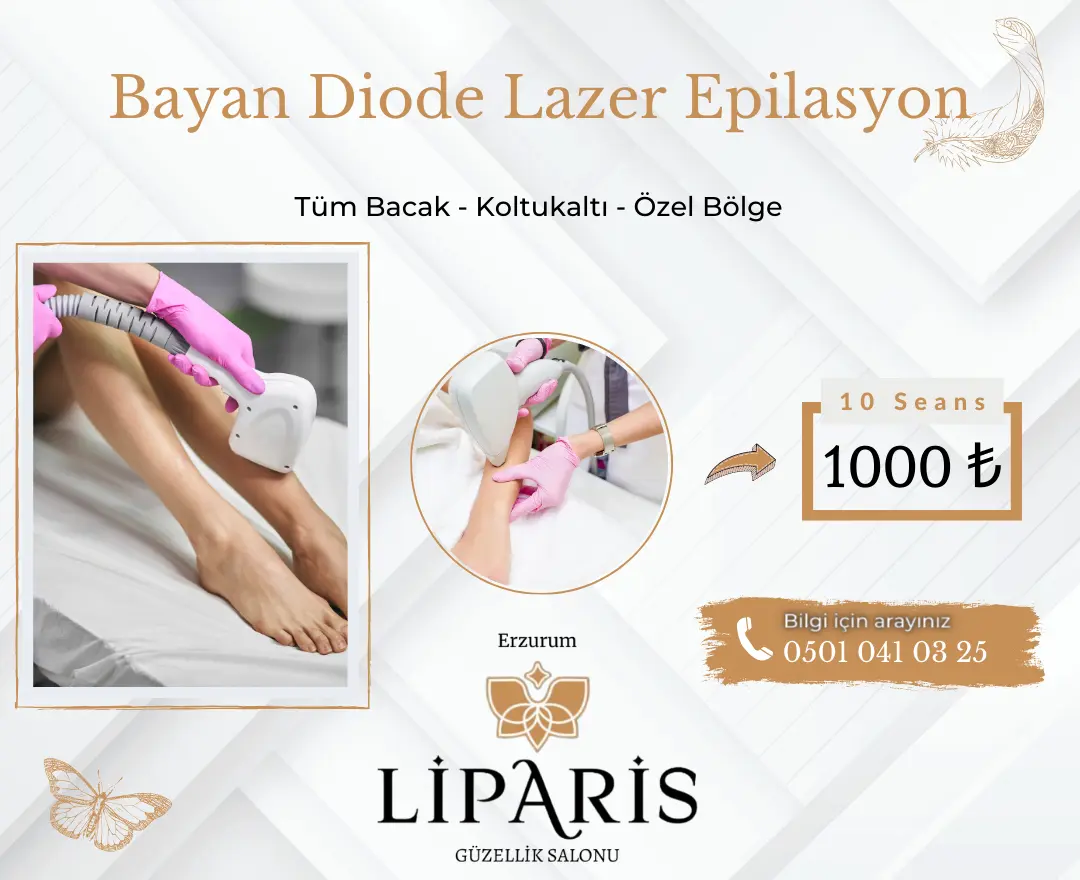 Bayan Diode Lazer Epilasyon
Tüm Bacak - Koltukaltı - Özel Bölge
10 Seans
1000 ₺
Bilgi için arayınız
0501 041 03 25
Erzurum
LİPARİS
GÜZELLİK SALONU